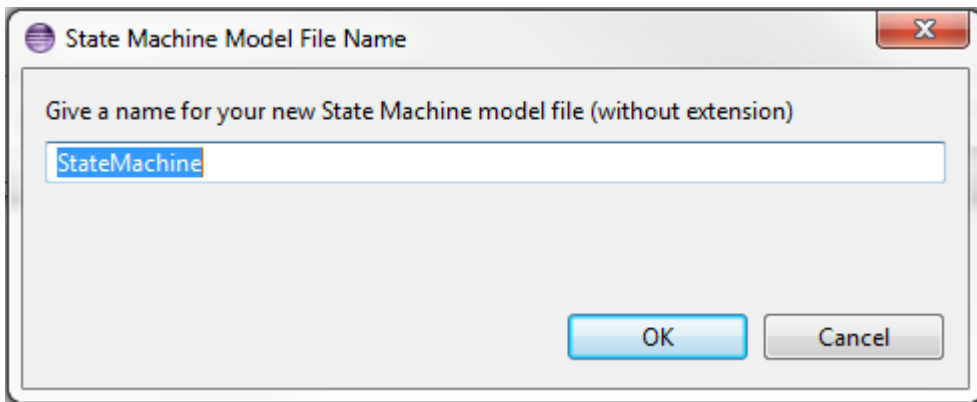 State Machine Model File Name
Give a name for your new State Machine model file (without extension)
StateMachine
OK Cancel